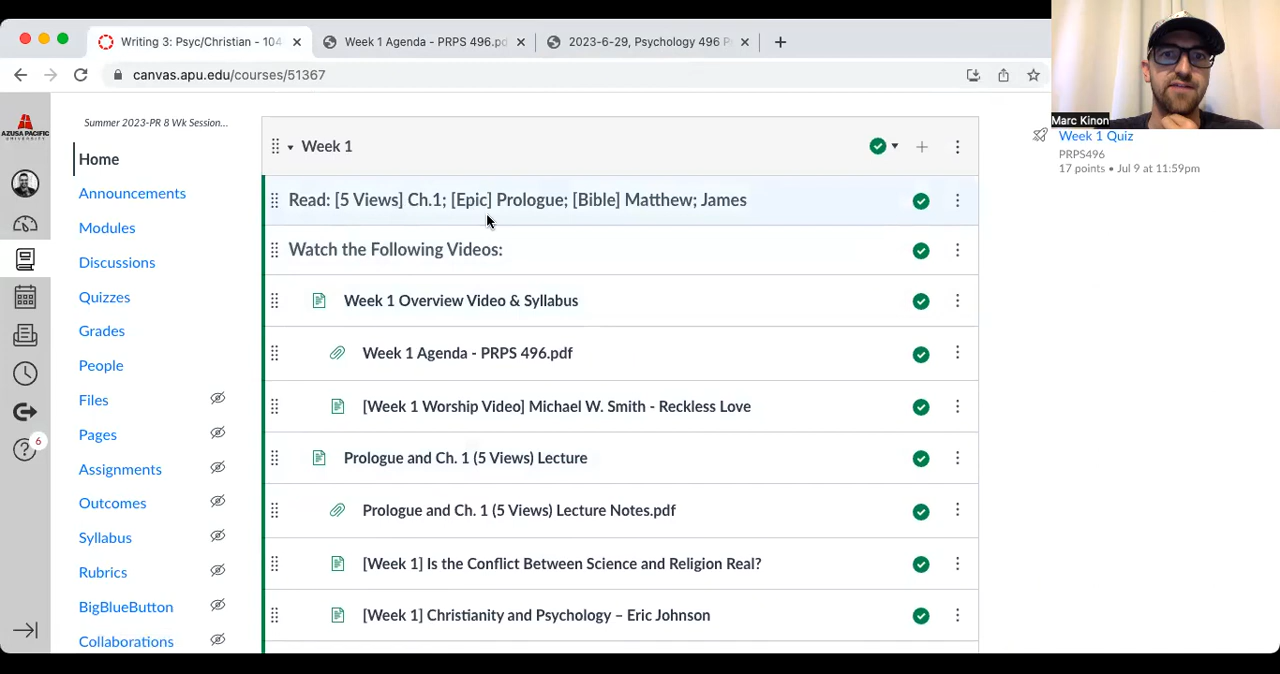 Writing 3: Psyc/Christian - 104
Week 1 Agenda - PRPS 496.pd
2023-6-29, Psychology 496 P
canvas.apu.edu/courses/51367
Marc Kinon
AZUSA PACIFIC
UNIVERSITY
6
Summer 2023-PR 8 Wk Session...
Home
Announcements
Modules
Discussions
Quizzes
Grades
People
Files
Pages
Assignments
Outcomes
Syllabus
Rubrics
BigBlueButton
Collaborations
Week 1
Read: [5 Views] Ch.1; [Epic] Prologue; [Bible] Matthew; James
Watch the Following Videos:
Week 1 Overview Video & Syllabus
Week 1 Agenda - PRPS 496.pdf
[Week 1 Worship Video] Michael W. Smith - Reckless Love
Prologue and Ch. 1 (5 Views) Lecture
Prologue and Ch. 1 (5 Views) Lecture Notes.pdf
[Week 1] Is the Conflict Between Science and Religion Real?
[Week 1] Christianity and Psychology – Eric Johnson
Week 1 Quiz
PRPS496
17 points • Jul 9 at 11:59pm